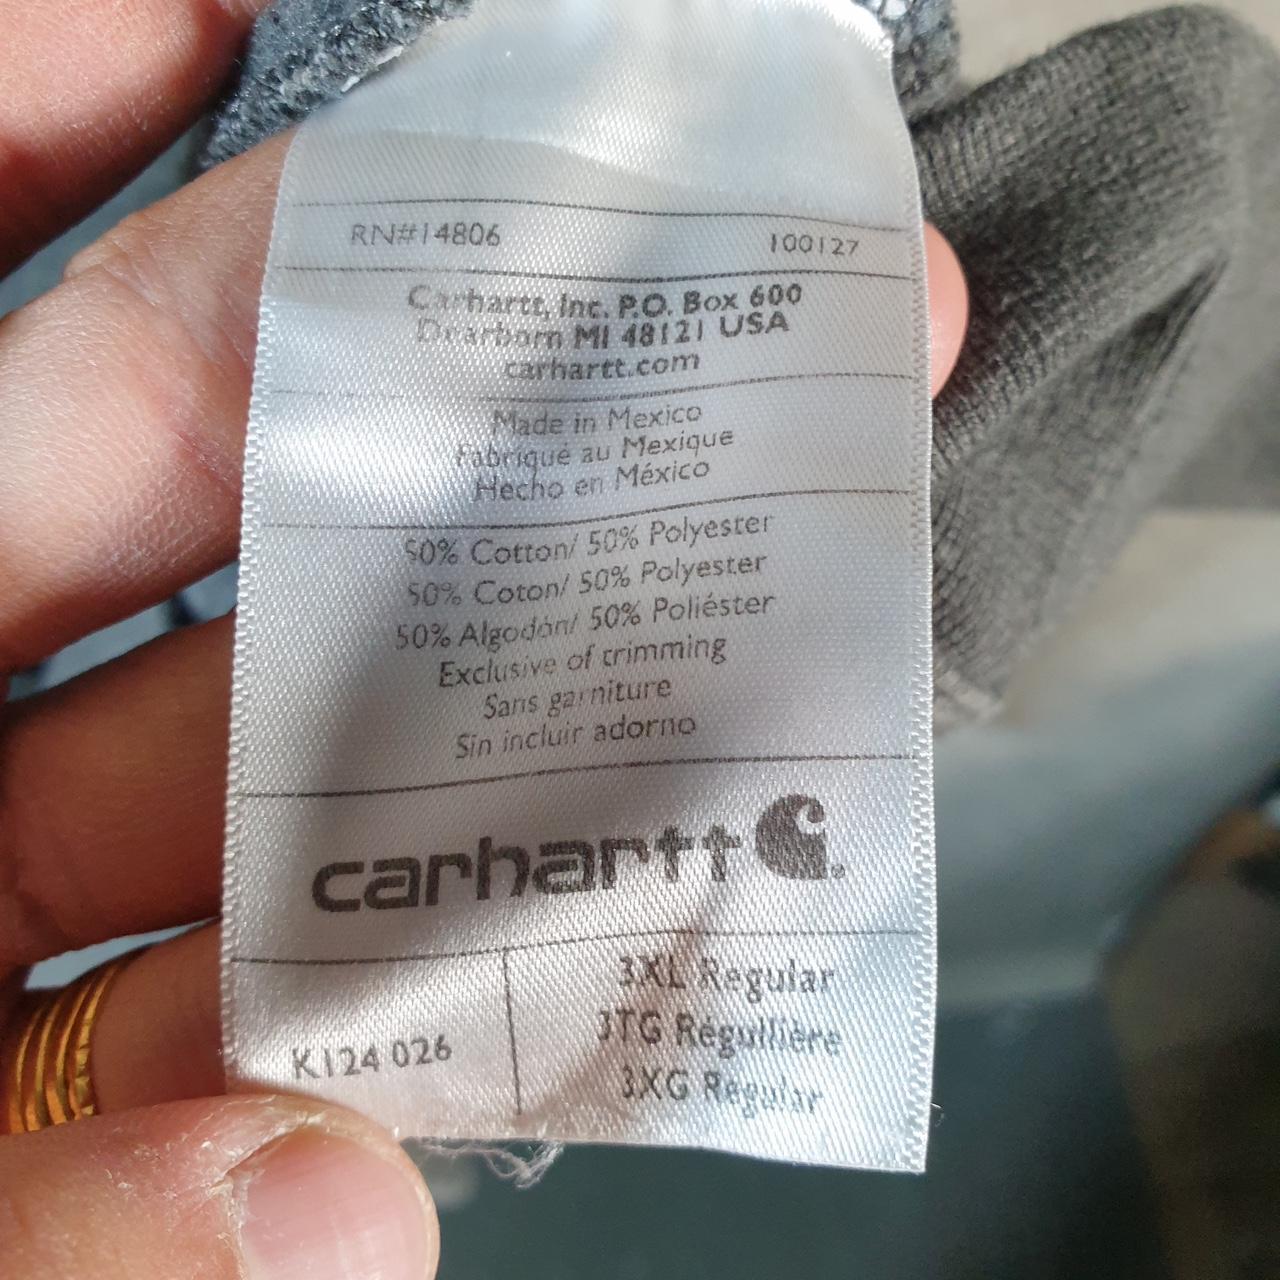 RN#14806 100127
Carhartt, Inc. P.O. Box 600
Dearborn MI 48121 USA
carhartt.com
Made in Mexico
Fabriqué au Mexique
Hecho en México
50% Cotton/ 50% Polyester
50% Coton/ 50% Polyester
50% Algodón/ 50% Poliéster
Exclusive of trimming
Sans garniture
Sin incluir adorno
carhartt
K124 026
3XL Regular
3TG Régullière
3XG Regular